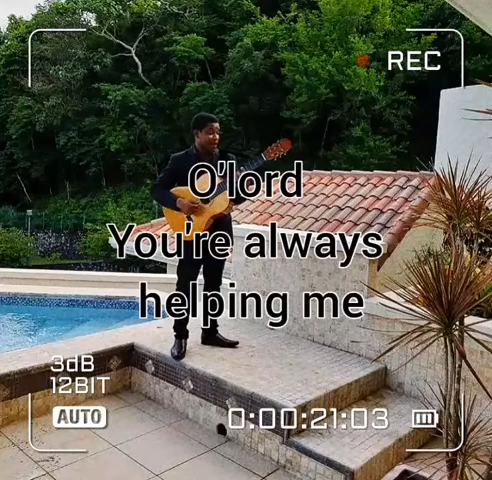 REC
O'lord
You're always
helping me
3dB
12BIT
AUTO
0:00:21:03